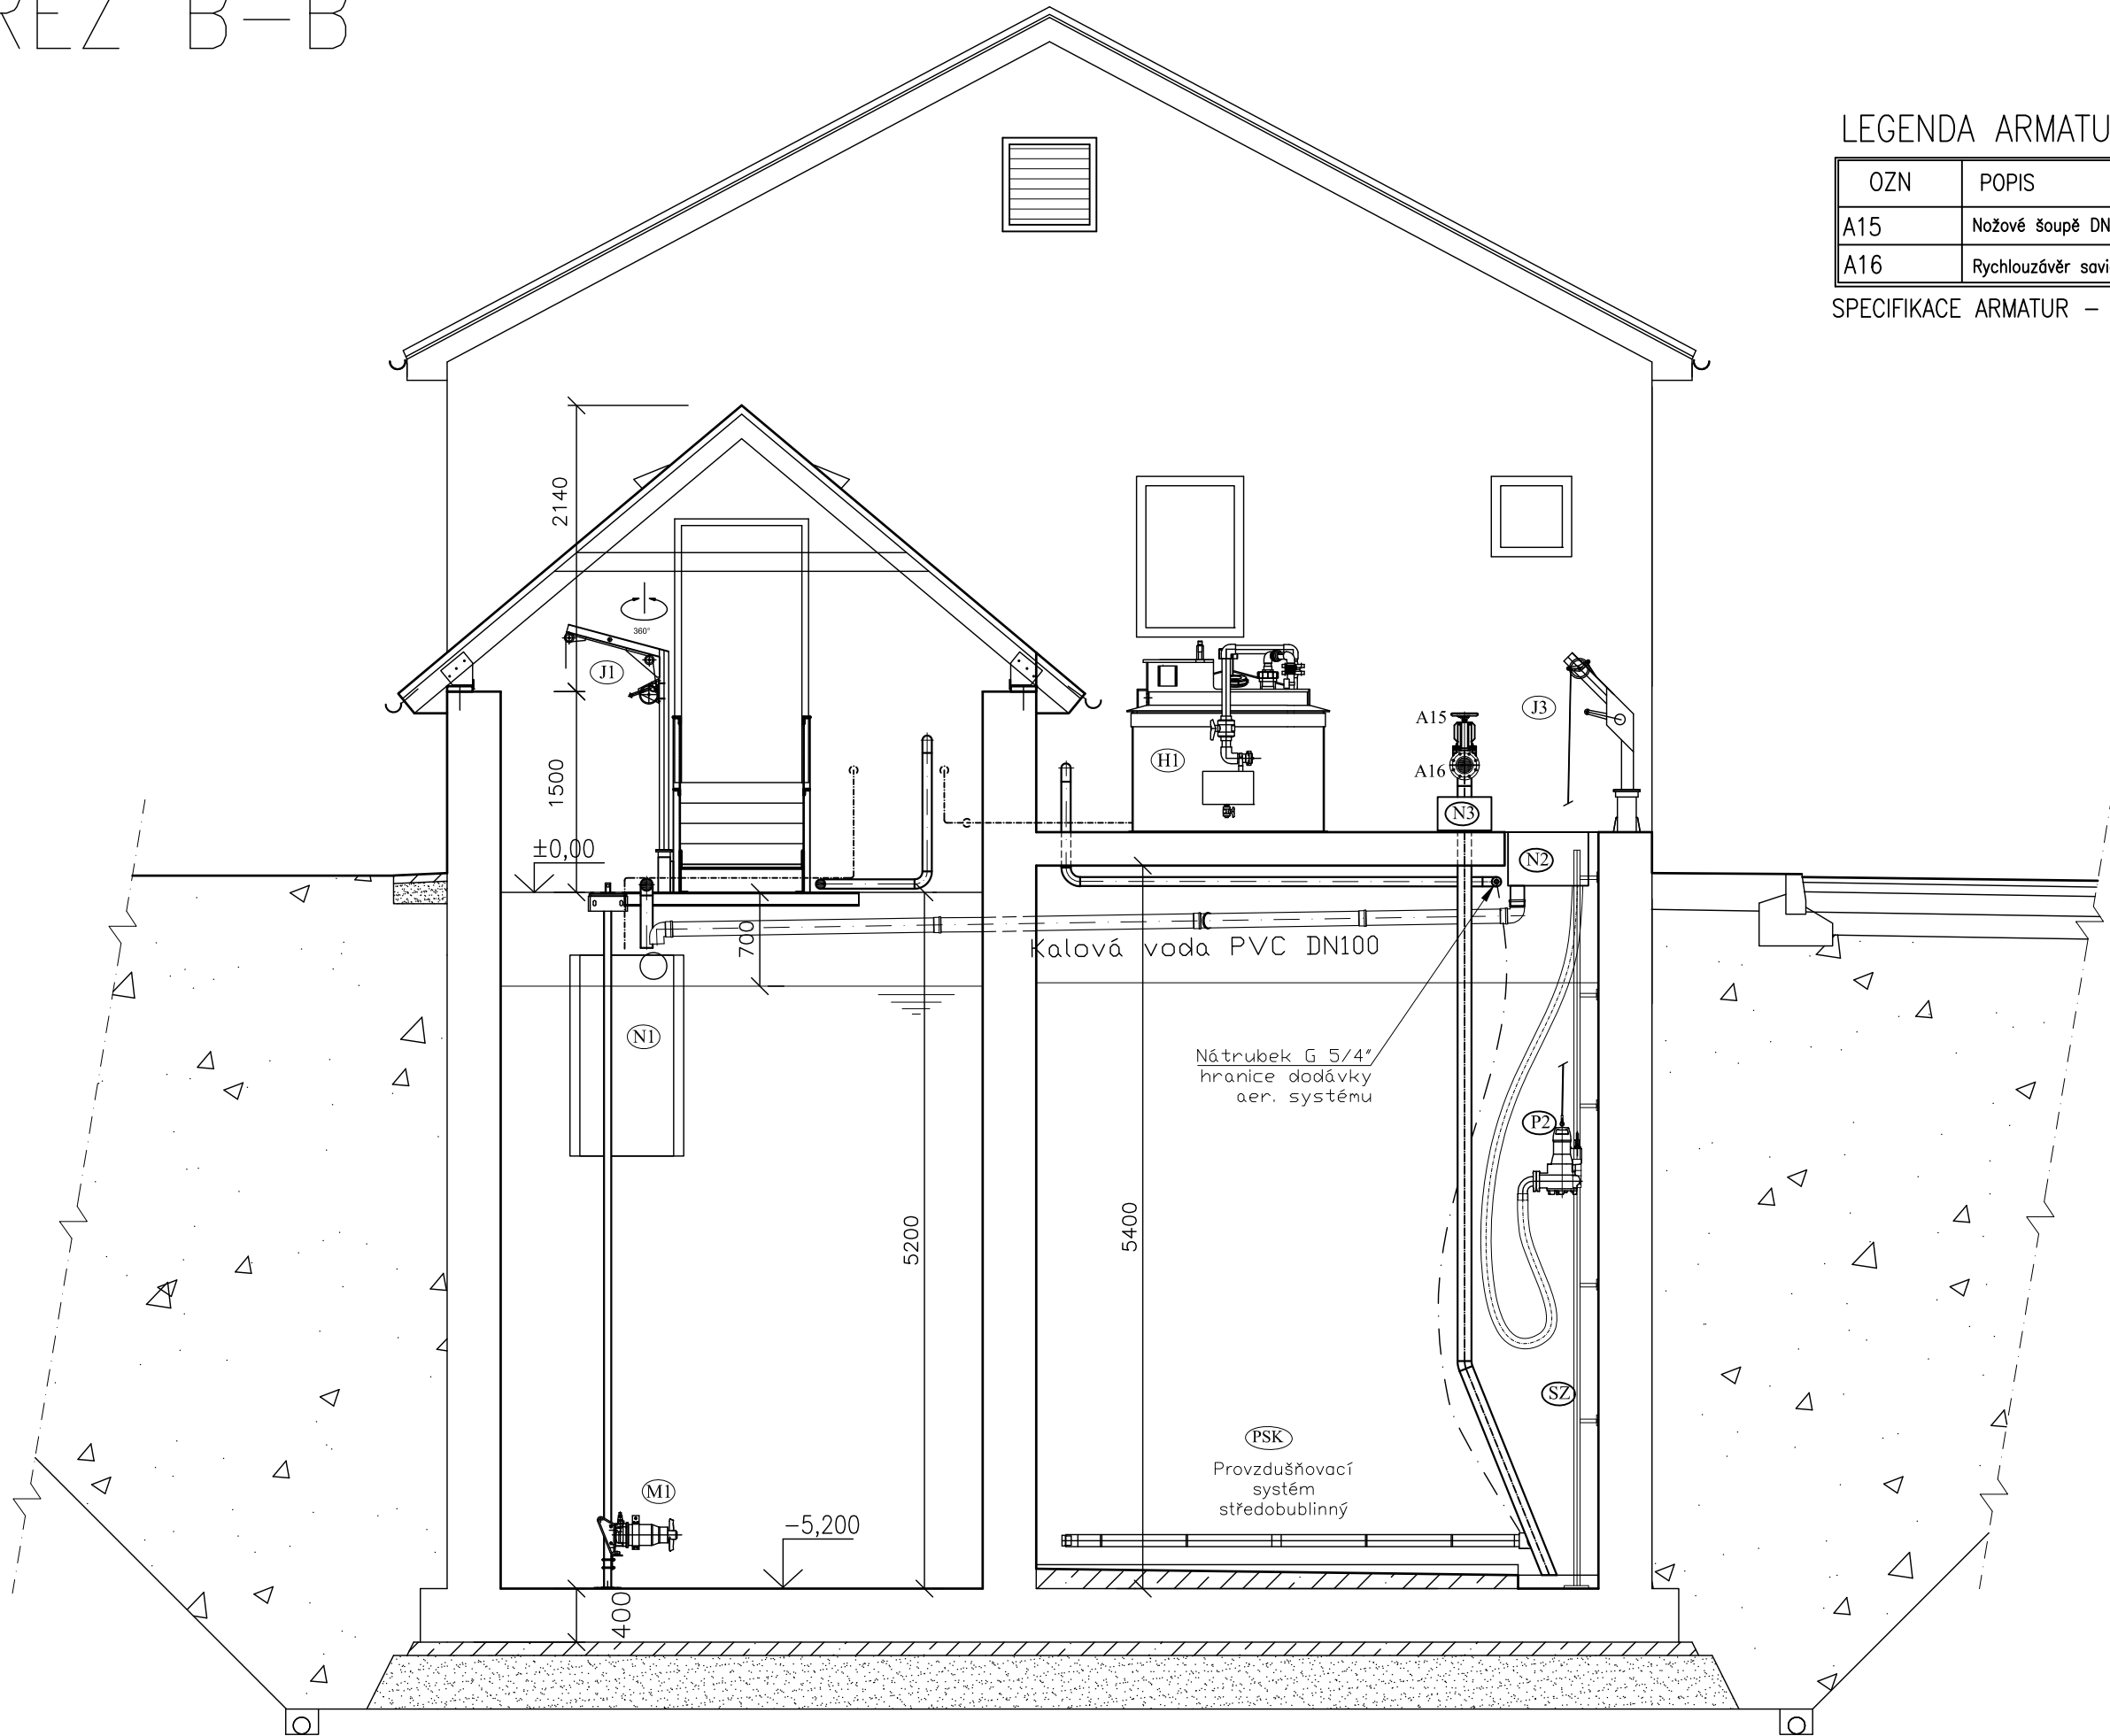 ŘEZ B-B
LEGENDA ARMATU
OZN POPIS
A15 Nožové šoupě DN
A16 Rychlouzávěr savi
SPECIFIKACE ARMATUR –
2140
360°
J1
J3
A15
1500
H1
A16
N3
±0,00
N2
700
Kalová voda PVC DN100
N1
Nátrubek G 5/4"
hranice dodávky
aer. systému
P2
5200
5400
SZ
PSK
Provzdušňovací
systém
středobublinný
M1
-5,200
400